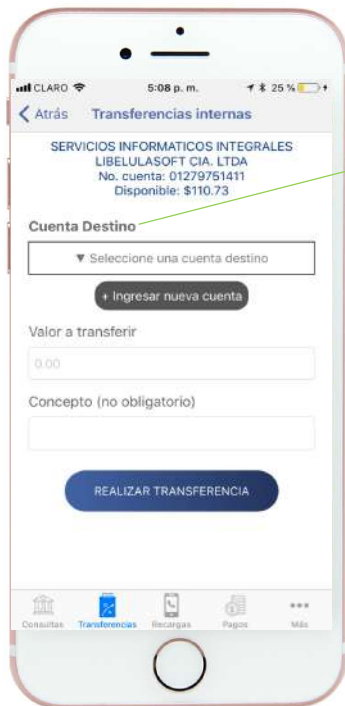 CLARO 5:08 p. m. 25 %
Atrás Transferencias internas
SERVICIOS INFORMATICOS INTEGRALES
LIBELULASOFT CIA. LTDA
No. cuenta: 01279751411
Disponible: $110.73
Cuenta Destino
▼ Seleccione una cuenta destino
+ Ingresar nueva cuenta
Valor a transferir
0.00
Concepto (no obligatorio)
REALIZAR TRANSFERENCIA
Consultas Transferencias Recargas Pagos Más